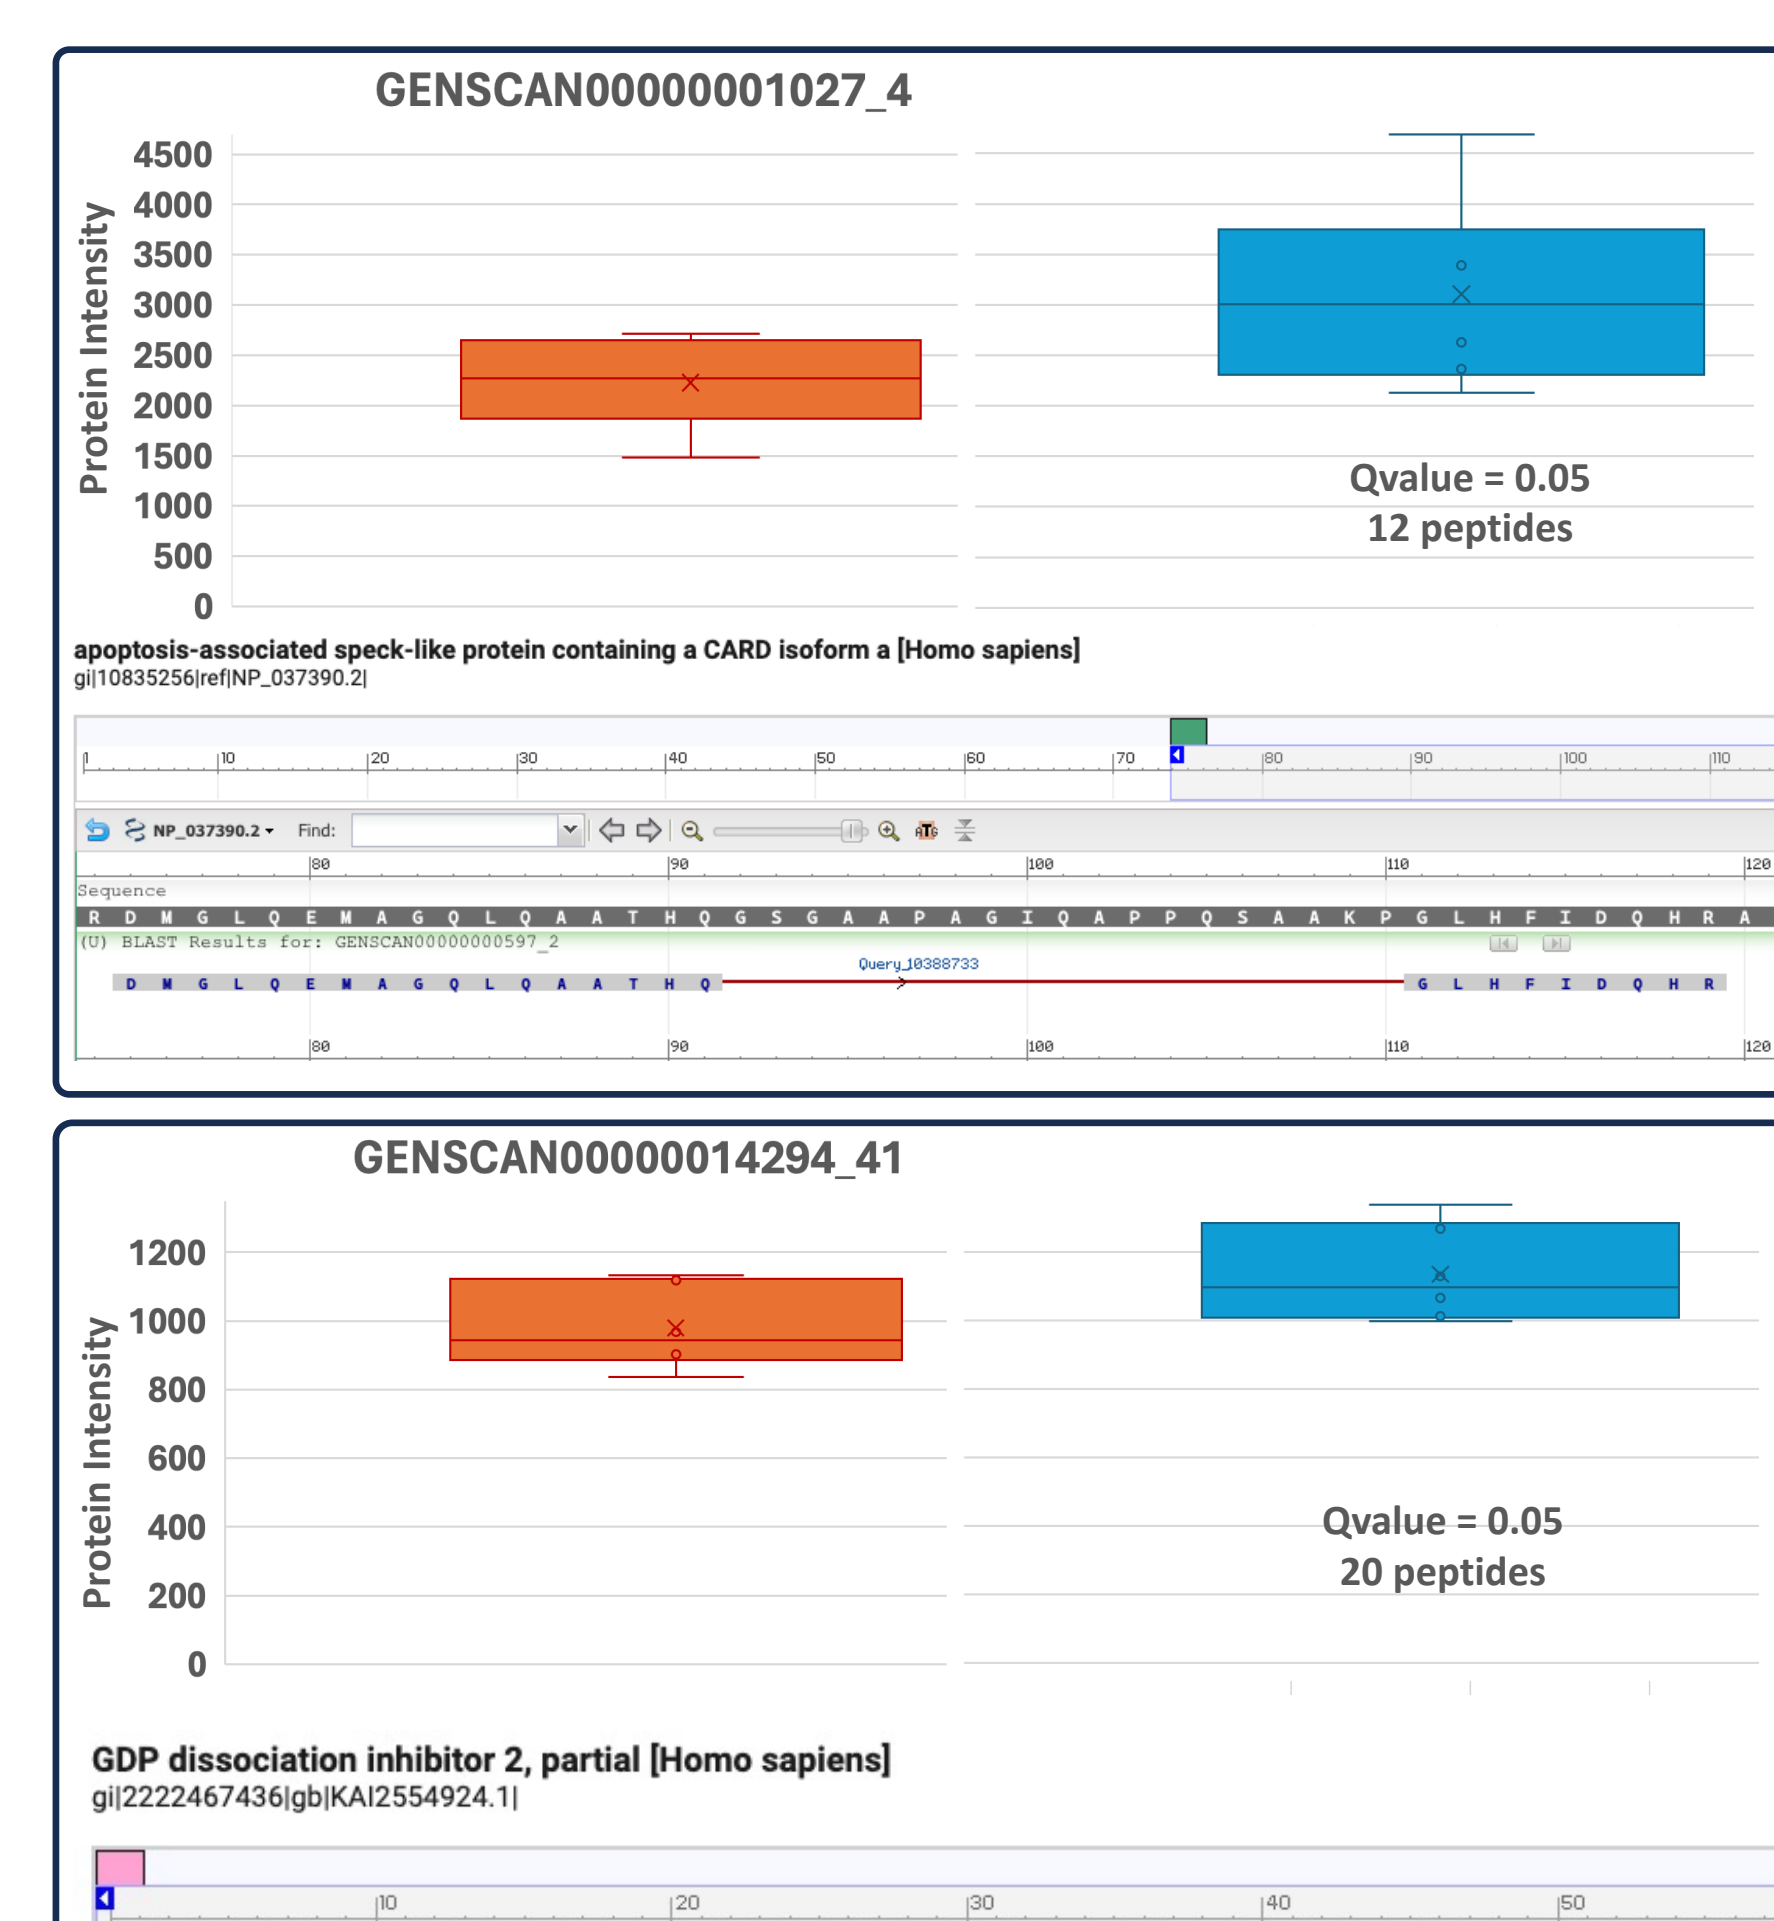 GENSCAN00000001027_4
Protein Intensity
4500
4000
3500
3000
2500
2000
1500
1000
500
0
Qvalue = 0.05
12 peptides
apoptosis-associated speck-like protein containing a CARD isoform a [Homo sapiens]
gi|10835256|ref|NP_037390.2|
1 10 20 30 40 50 60 70 80 90 100 110
NP_037390.2 Find: ATG
80 90 100 110 120
Sequence
R D M G L Q E M A G Q L Q A A T H Q G S G A A P A G I Q A P P Q S A A K P G L H F I D Q H R A
(U) BLAST Results for: GENSCAN00000000597_2
Query_10388733
D M G L Q E M A G Q L Q A A T H Q G L H F I D Q H R
80 90 100 110 120
GENSCAN00000014294_41
Protein Intensity
1200
1000
800
600
400
200
0
Qvalue = 0.05
20 peptides
GDP dissociation inhibitor 2, partial [Homo sapiens]
gi|2222467436|gb|KAI2554924.1|
10 20 30 40 50